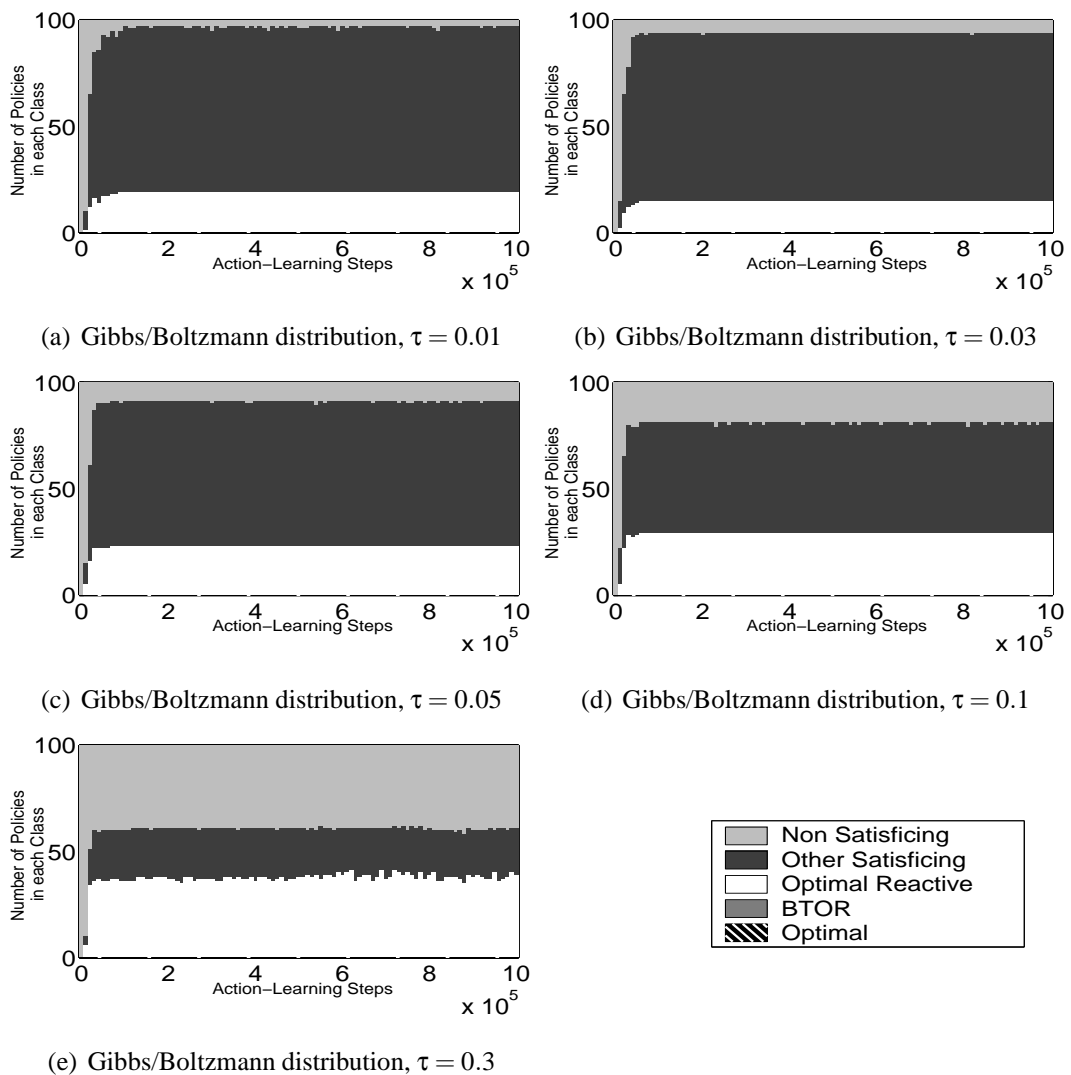 100
50
0
Number of Policies
in each Class
0 2 4 6 8 10
Action−Learning Steps
x 10^5
(a) Gibbs/Boltzmann distribution, τ = 0.01
100
50
0
Number of Policies
in each Class
0 2 4 6 8 10
Action−Learning Steps
x 10^5
(b) Gibbs/Boltzmann distribution, τ = 0.03
100
50
0
Number of Policies
in each Class
0 2 4 6 8 10
Action−Learning Steps
x 10^5
(c) Gibbs/Boltzmann distribution, τ = 0.05
100
50
0
Number of Policies
in each Class
0 2 4 6 8 10
Action−Learning Steps
x 10^5
(d) Gibbs/Boltzmann distribution, τ = 0.1
100
50
0
Number of Policies
in each Class
0 2 4 6 8 10
Action−Learning Steps
x 10^5
(e) Gibbs/Boltzmann distribution, τ = 0.3
Non Satisficing
Other Satisficing
Optimal Reactive
BTOR
Optimal